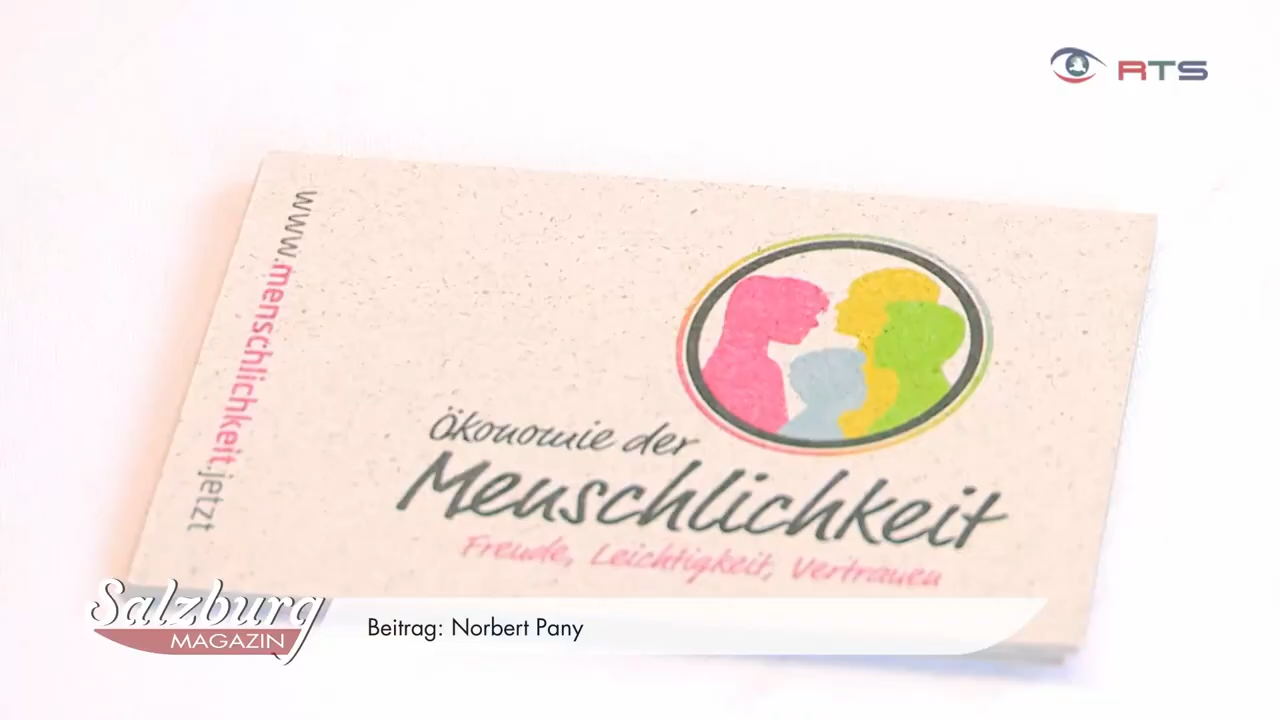 RTS
www.menschlichkeit.jetzt
Ökonomie der
Menschlichkeit
Freude, Leichtigkeit, Vertrauen
Salzburg
MAGAZIN
Beitrag: Norbert Pany